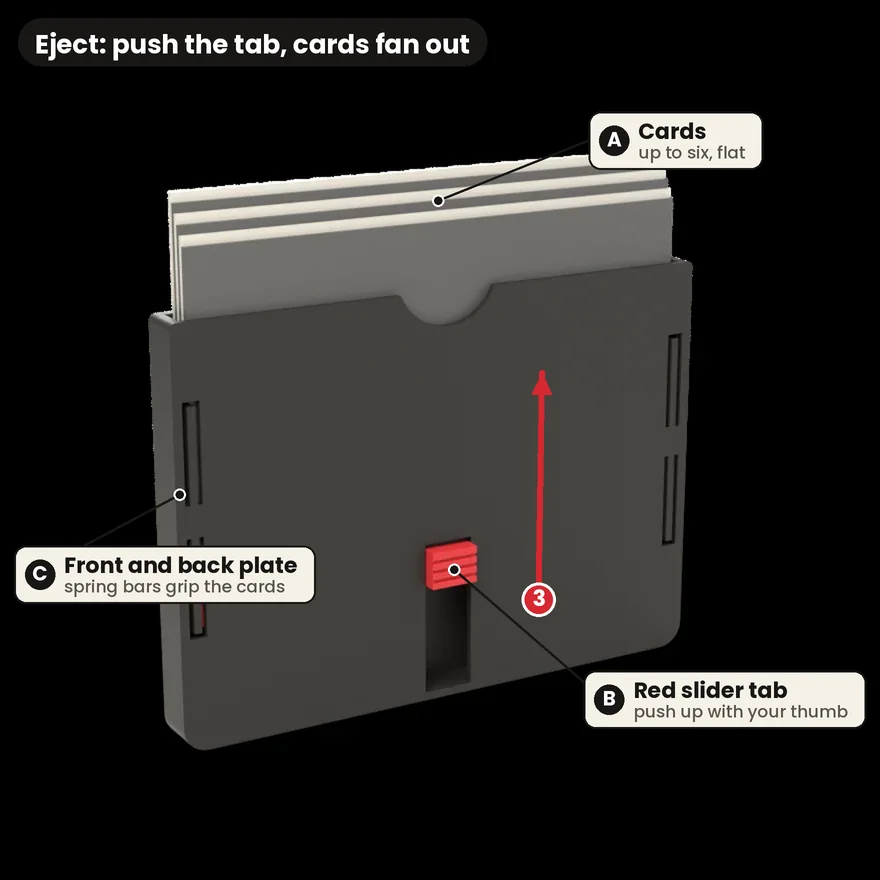 Eject: push the tab, cards fan out
A
Cards
up to six, flat
C
Front and back plate
spring bars grip the cards
3
B
Red slider tab
push up with your thumb